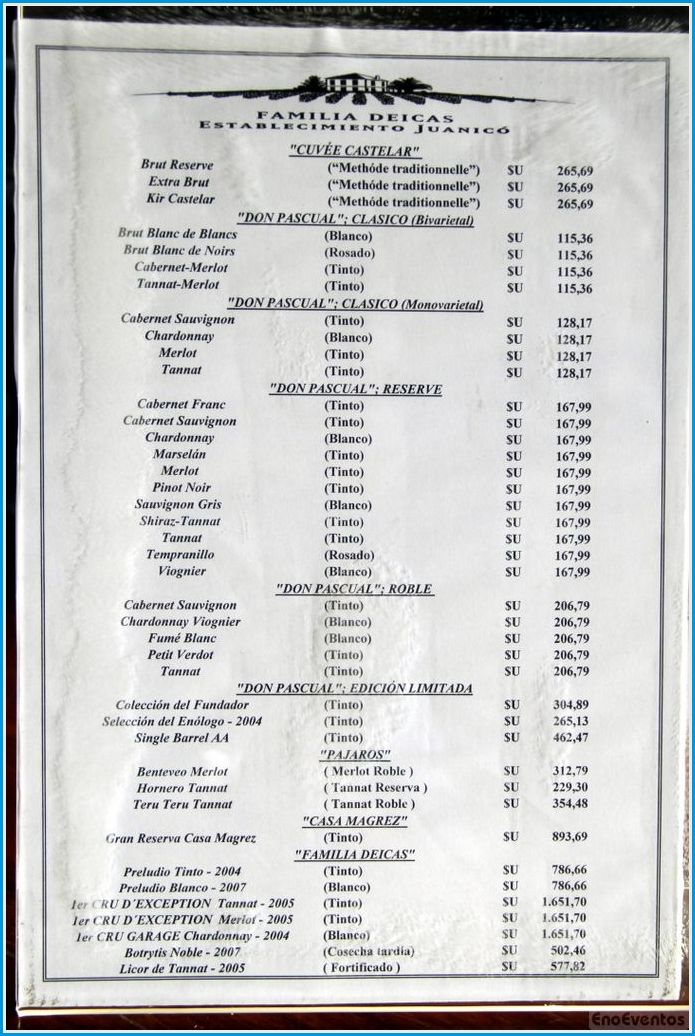 FAMILIA DEICAS
ESTABLECIMIENTO JUANICÓ
"CUVÉE CASTELAR"
Brut Reserve (“Methóde traditionnelle”) $U 265,69
Extra Brut (“Methóde traditionnelle”) $U 265,69
Kir Castelar (“Methóde traditionnelle”) $U 265,69
"DON PASCUAL"; CLASICO (Bivarietal)
Brut Blanc de Blancs (Blanco) $U 115,36
Brut Blanc de Noirs (Rosado) $U 115,36
Cabernet-Merlot (Tinto) $U 115,36
Tannat-Merlot (Tinto) $U 115,36
"DON PASCUAL"; CLASICO (Monovarietal)
Cabernet Sauvignon (Tinto) $U 128,17
Chardonnay (Blanco) $U 128,17
Merlot (Tinto) $U 128,17
Tannat (Tinto) $U 128,17
"DON PASCUAL"; RESERVE
Cabernet Franc (Tinto) $U 167,99
Cabernet Sauvignon (Tinto) $U 167,99
Chardonnay (Blanco) $U 167,99
Marselán (Tinto) $U 167,99
Merlot (Tinto) $U 167,99
Pinot Noir (Tinto) $U 167,99
Sauvignon Gris (Blanco) $U 167,99
Shiraz-Tannat (Tinto) $U 167,99
Tannat (Tinto) $U 167,99
Tempranillo (Rosado) $U 167,99
Viognier (Blanco) $U 167,99
"DON PASCUAL"; ROBLE
Cabernet Sauvignon (Tinto) $U 206,79
Chardonnay Viognier (Blanco) $U 206,79
Fumé Blanc (Blanco) $U 206,79
Petit Verdot (Tinto) $U 206,79
Tannat (Tinto) $U 206,79
"DON PASCUAL"; EDICIÓN LIMITADA
Colección del Fundador (Tinto) $U 304,89
Selección del Enólogo - 2004 (Tinto) $U 265,13
Single Barrel AA (Tinto) $U 462,47
"PAJAROS"
Benteveo Merlot ( Merlot Roble ) $U 312,79
Hornero Tannat ( Tannat Reserva ) $U 229,30
Teru Teru Tannat ( Tannat Roble ) $U 354,48
"CASA MAGREZ"
Gran Reserva Casa Magrez (Tinto) $U 893,69
"FAMILIA DEICAS"
Preludio Tinto - 2004 (Tinto) $U 786,66
Preludio Blanco - 2007 (Blanco) $U 786,66
1er CRU D´EXCEPTION Tannat - 2005 (Tinto) $U 1.651,70
1er CRU D´EXCEPTION Merlot - 2005 (Tinto) $U 1.651,70
1er CRU GARAGE Chardonnay - 2004 (Blanco) $U 1.651,70
Botrytis Noble - 2007 (Cosecha tardía) $U 502,46
Licor de Tannat - 2005 ( Fortificado ) $U 577,82
EnoEventos